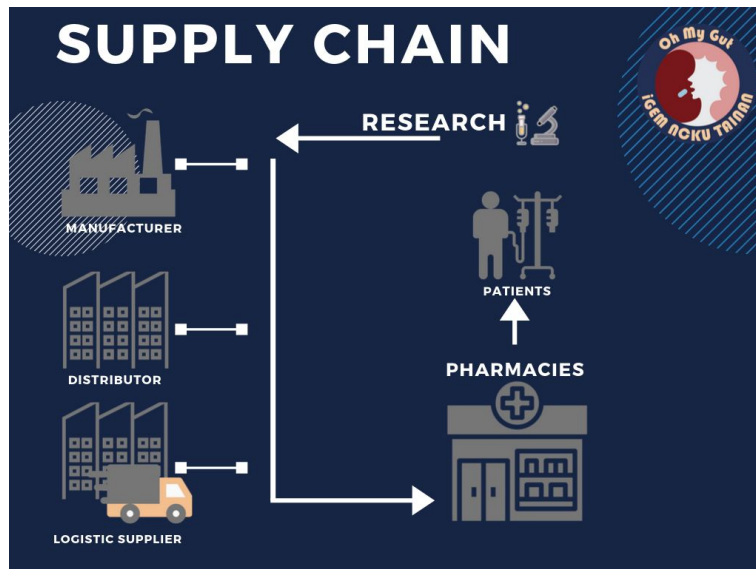 SUPPLY CHAIN
Oh My Gut
iGEM NCKU TAINAN
RESEARCH
MANUFACTURER
PATIENTS
DISTRIBUTOR
PHARMACIES
LOGISTIC SUPPLIER